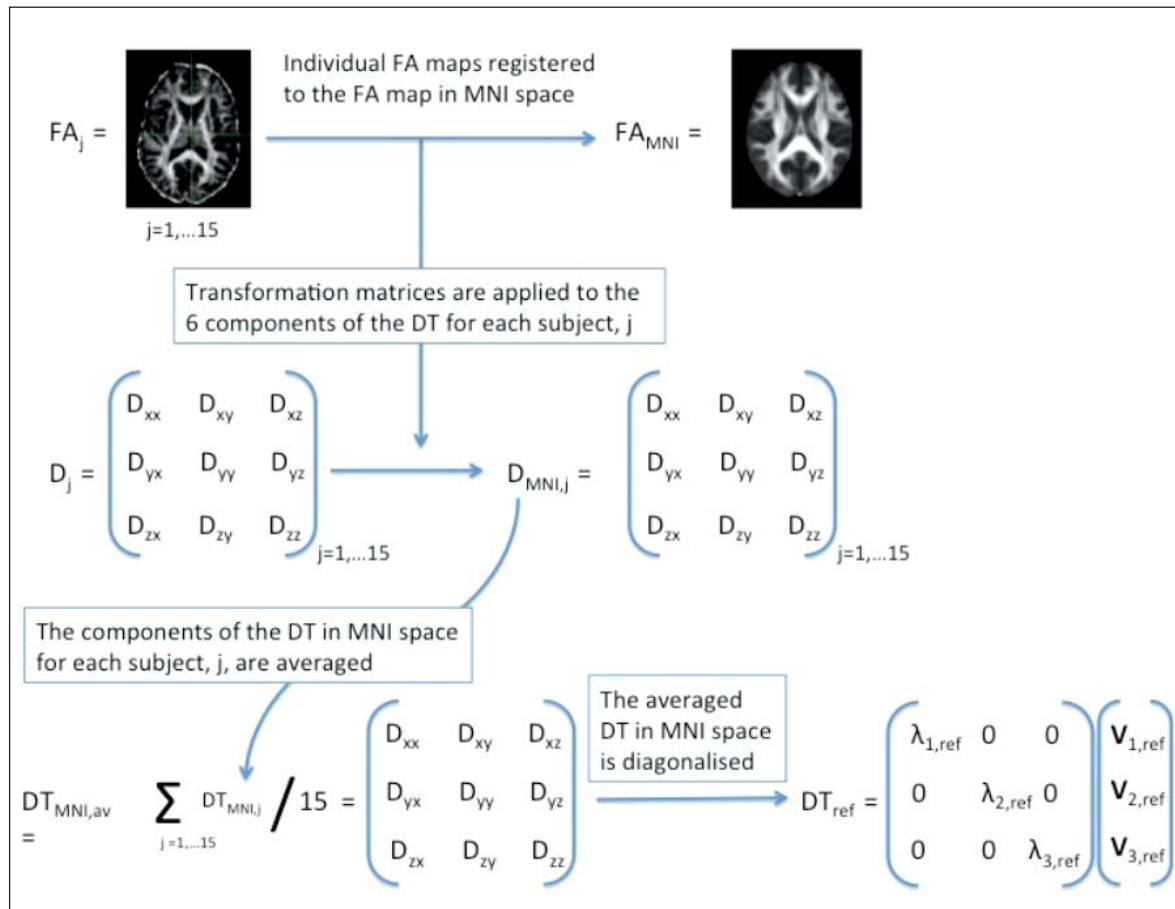 Individual FA maps registered
to the FA map in MNI space
FAj =
FAMNI =
j=1,...15
Transformation matrices are applied to the
6 components of the DT for each subject, j
Dj =
Dxx Dxy Dxz
Dyx Dyy Dyz
Dzx Dzy Dzz
j=1,...15
DMNI,j =
Dxx Dxy Dxz
Dyx Dyy Dyz
Dzx Dzy Dzz
j=1,...15
The components of the DT in MNI space
for each subject, j, are averaged
DTMNI,av
=
∑ DTMNI,j / 15 =
j =1,...15
Dxx Dxy Dxz
Dyx Dyy Dyz
Dzx Dzy Dzz
The averaged
DT in MNI space
is diagonalised
DTref =
λ1,ref 0 0
0 λ2,ref 0
0 0 λ3,ref
V1,ref
V2,ref
V3,ref